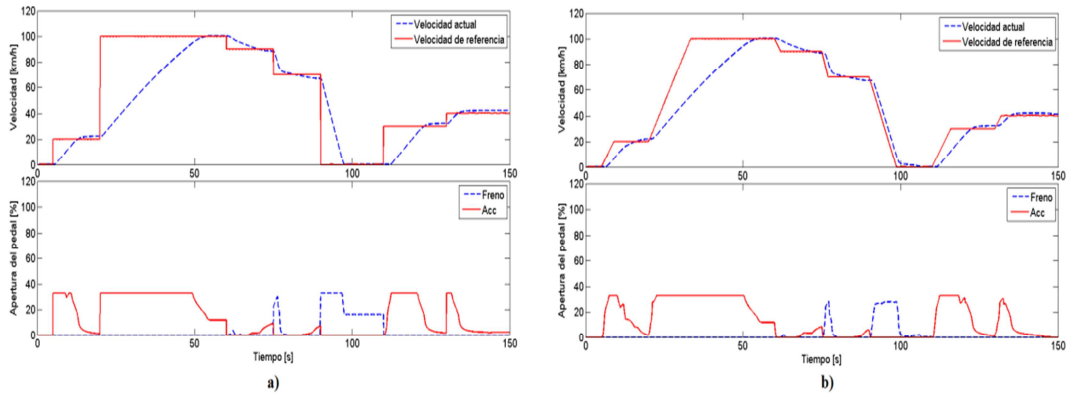 Velocidad [km/h]
120
100
80
60
40
20
0
0 50 100 150
Velocidad actual
Velocidad de referencia
Apertura del pedal [%]
120
100
80
60
40
20
0
0 50 100 150
Freno
Acc
Tiempo [s]
a)
Velocidad [km/h]
120
100
80
60
40
20
0
0 50 100 150
Velocidad actual
Velocidad de referencia
Apertura del pedal [%]
120
100
80
60
40
20
0
0 50 100 150
Freno
Acc
Tiempo [s]
b)